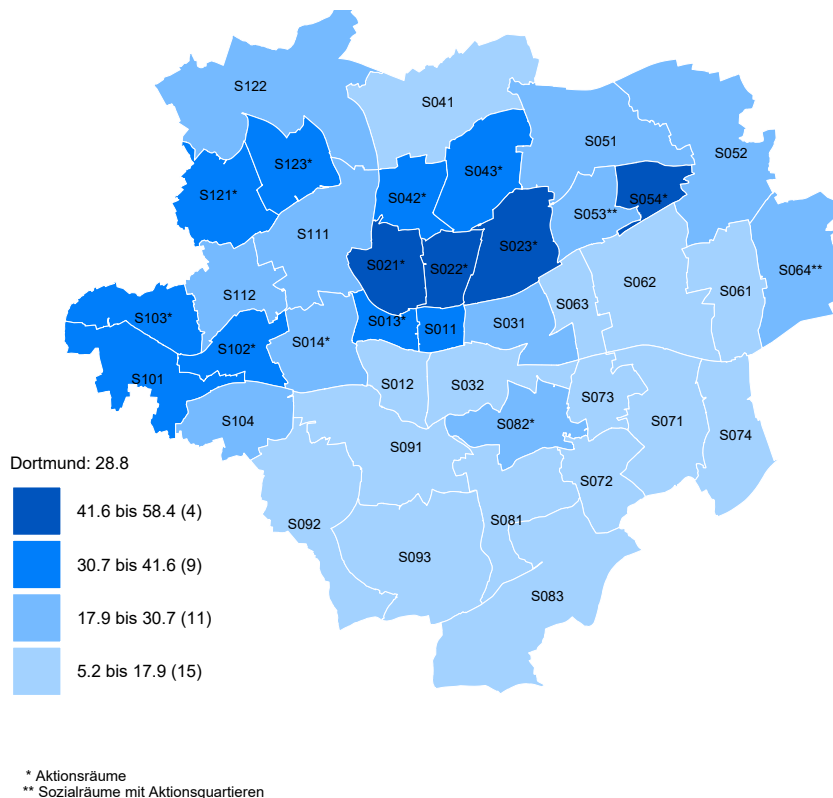 S122
S041
S051
S052
S123*
S121*
S042*
S043*
S054*
S053**
S111
S021*
S022*
S023*
S064**
S062
S061
S112
S063
S103*
S102*
S013*
S011
S031
S014*
S101
S012
S032
S073
S104
S082*
S071
S074
S091
S072
S092
S081
S093
S083
Dortmund: 28.8
41.6 bis 58.4 (4)
30.7 bis 41.6 (9)
17.9 bis 30.7 (11)
5.2 bis 17.9 (15)
* Aktionsräume
** Sozialräume mit Aktionsquartieren